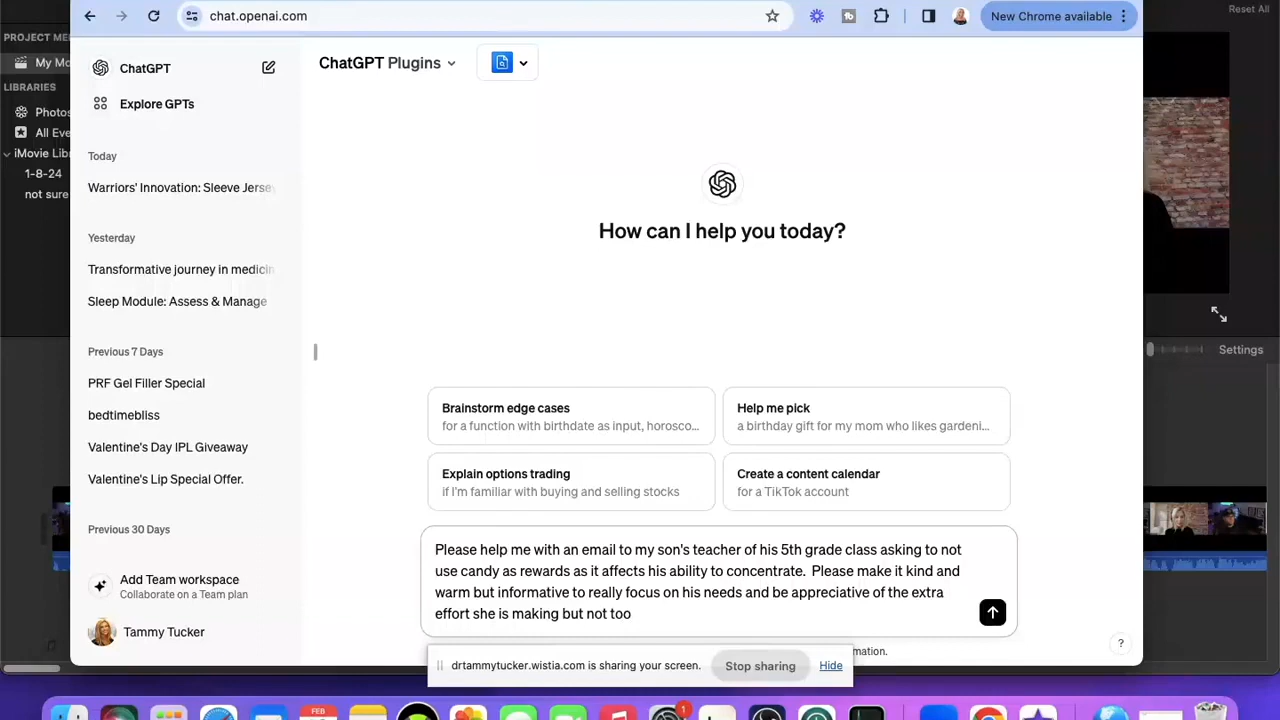 chat.openai.com
New Chrome available
Reset All
PROJECT ME
My Mo
LIBRARIES
Photos
All Eve
iMovie Libr
1-8-24
not sure
ChatGPT
Explore GPTs
Today
Warriors' Innovation: Sleeve Jersey
Yesterday
Transformative journey in medicin
Sleep Module: Assess & Manage
Previous 7 Days
PRF Gel Filler Special
bedtimebliss
Valentine's Day IPL Giveaway
Valentine's Lip Special Offer.
Previous 30 Days
Add Team workspace
Collaborate on a Team plan
Tammy Tucker
ChatGPT Plugins
How can I help you today?
Brainstorm edge cases
for a function with birthdate as input, horosco...
Help me pick
a birthday gift for my mom who likes gardeni...
Explain options trading
if I'm familiar with buying and selling stocks
Create a content calendar
for a TikTok account
Please help me with an email to my son's teacher of his 5th grade class asking to not
use candy as rewards as it affects his ability to concentrate. Please make it kind and
warm but informative to really focus on his needs and be appreciative of the extra
effort she is making but not too
mation.
?
drtammytucker.wistia.com is sharing your screen.
Stop sharing
Hide
Settings
FEB
1